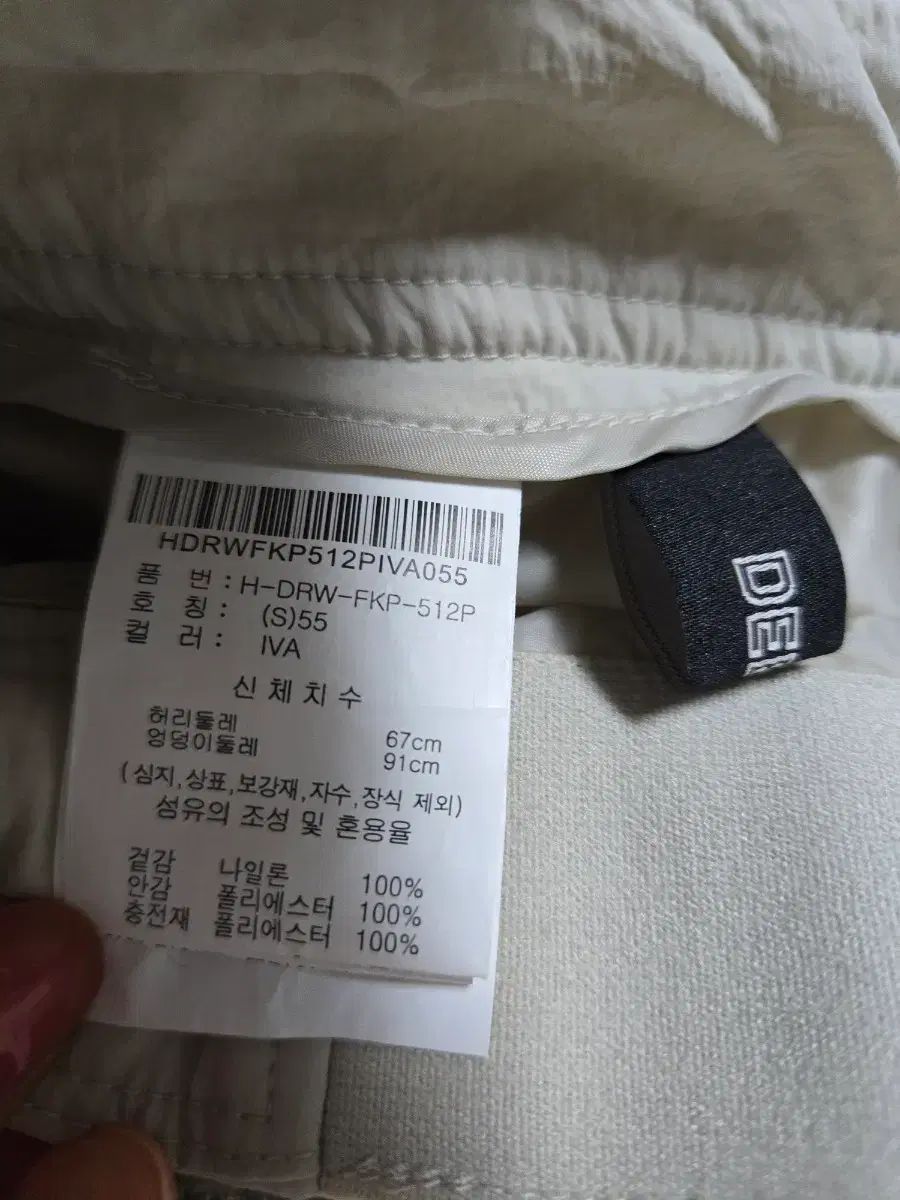 HDRWFKP512PIVA055
품 번 : H-DRW-FKP-512P
호 칭 : (S)55
컬 러 : IVA
신체치수
허리둘레 67cm
엉덩이둘레 91cm
(심지,상표,보강재,자수,장식 제외)
섬유의 조성 및 혼용율
겉감 나일론 100%
안감 폴리에스터 100%
충전재 폴리에스터 100%